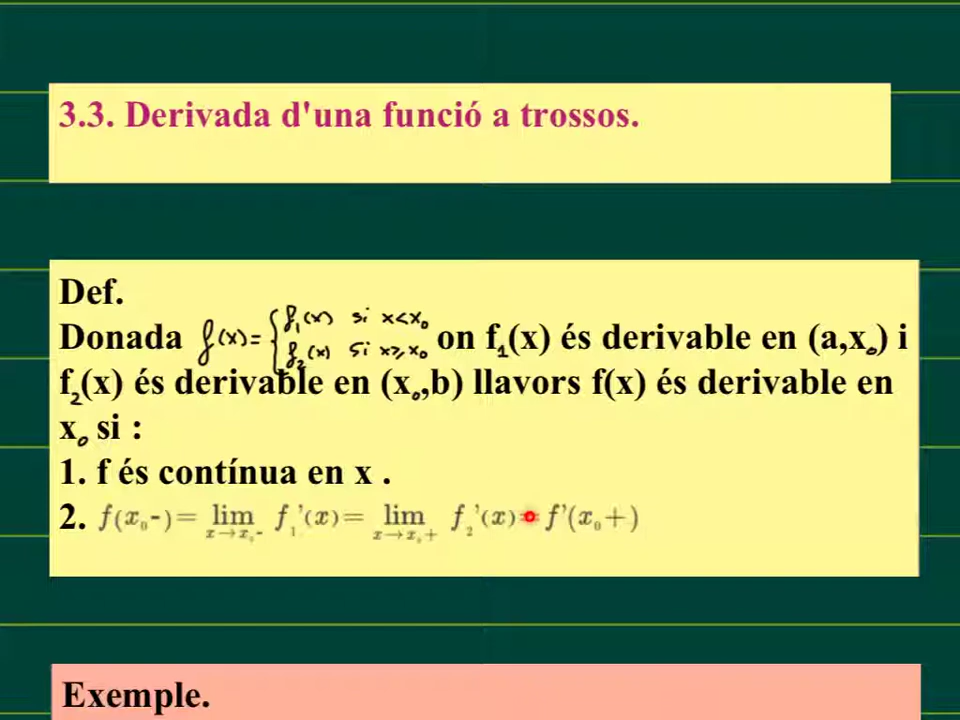 3.3. Derivada d'una funció a trossos.
Def.
Donada f(x)= { f₁(x) si x<x₀ f₂(x) si x≥x₀ on f₁(x) és derivable en (a,x₀) i
f₂(x) és derivable en (x₀,b) llavors f(x) és derivable en
x₀ si :
1. f és contínua en x .
2. f(x₀-)= lim x→x₀- f₁'(x)= lim x→x₀+ f₂'(x)= f'(x₀+)
Exemple.